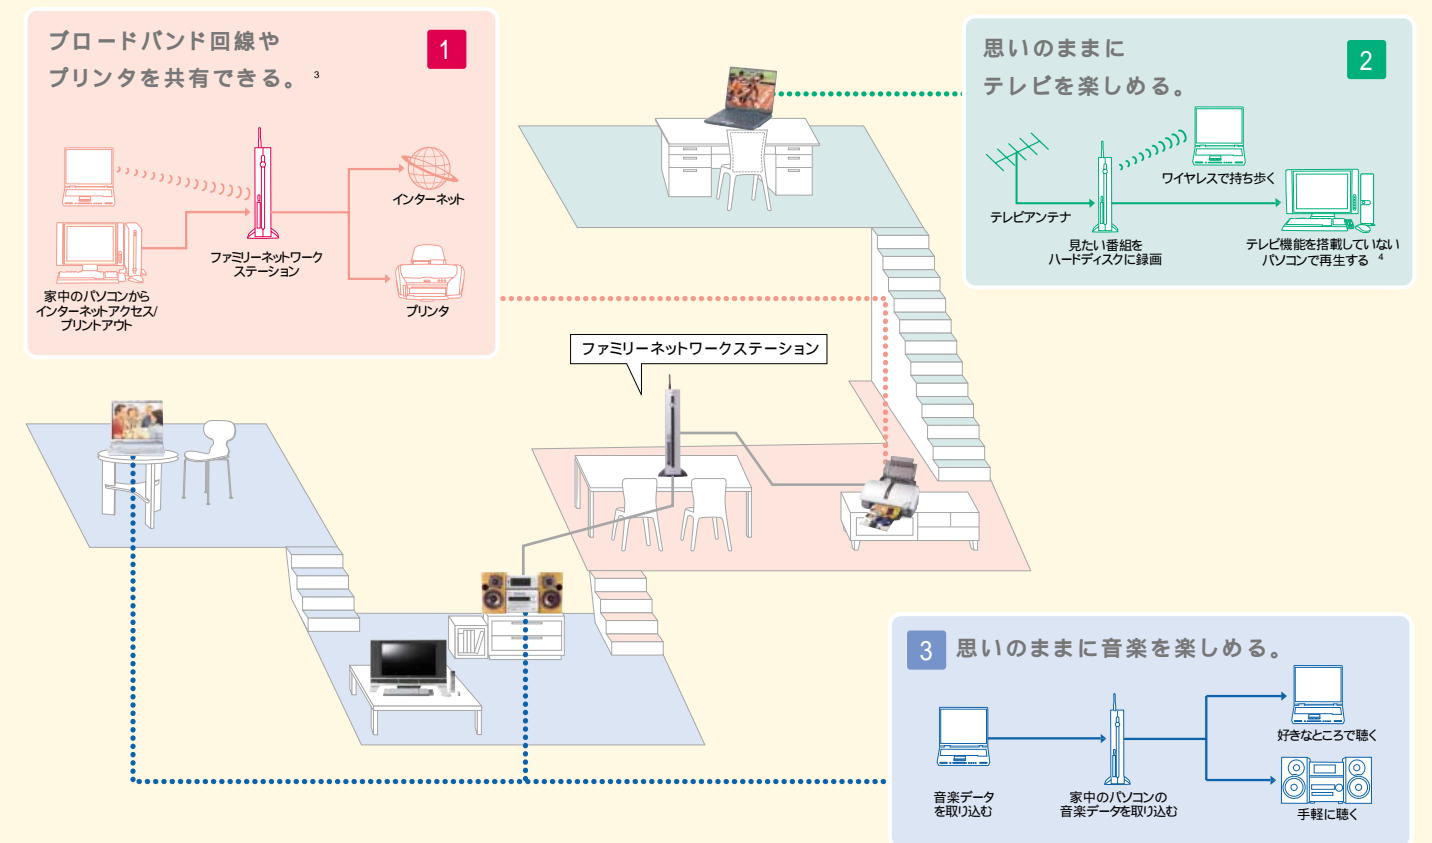 ブロードバンド回線や
プリンタを共有できる。 3
1
インターネット
ファミリーネットワーク
ステーション
家中のパソコンから
インターネットアクセス/
プリントアウト
プリンタ
思いのままに
テレビを楽しめる。
2
ワイヤレスで持ち歩く
テレビアンテナ
見たい番組を
ハードディスクに録画
テレビ機能を搭載していない
パソコンで再生する 4
ファミリーネットワークステーション
3 思いのままに音楽を楽しめる。
好きなところで聴く
音楽データ
を取り込む
家中のパソコンの
音楽データを取り込む
手軽に聴く